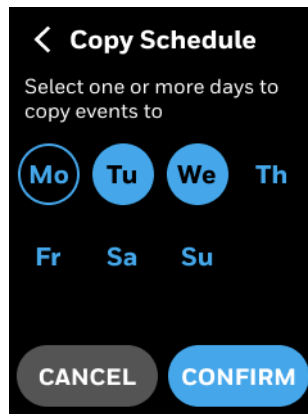 Copy Schedule
Select one or more days to
copy events to
Mo Tu We Th
Fr Sa Su
CANCEL CONFIRM